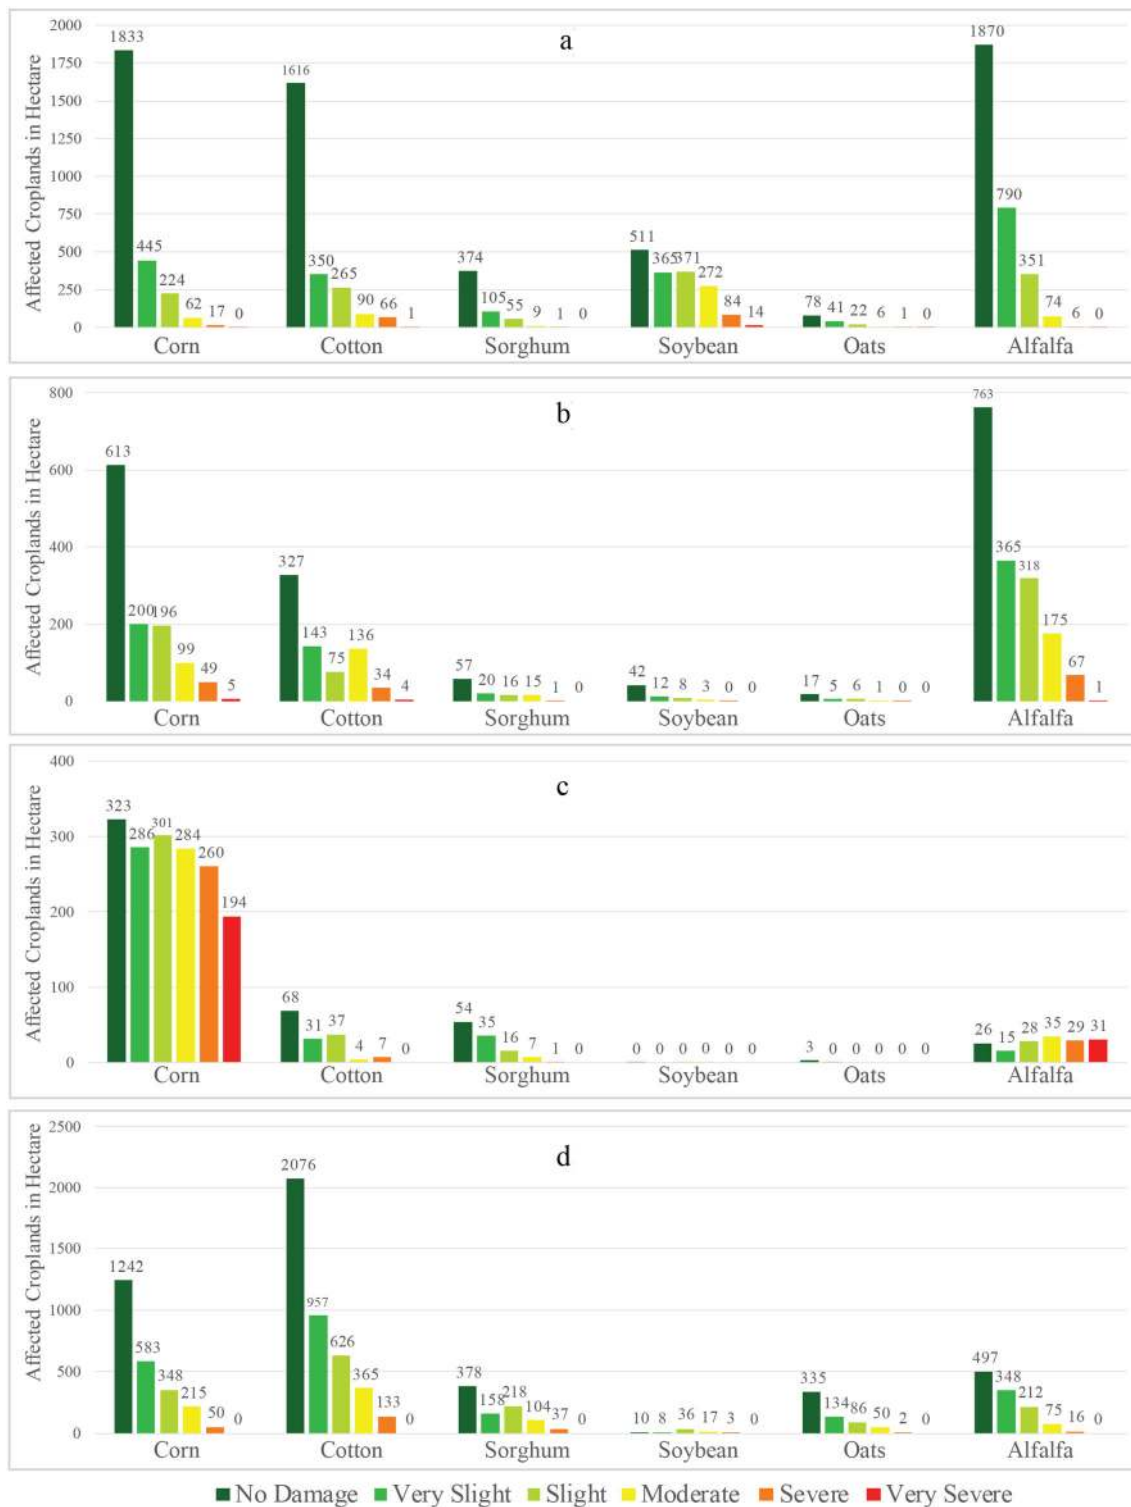 a
Affected Croplands in Hectare
2000
1750
1500
1250
1000
750
500
250
0
1833 445 224 62 17 0
1616 350 265 90 66 1
374 105 55 9 1 0
511 365 371 272 84 14
78 41 22 6 1 0
1870 790 351 74 6 0
Corn Cotton Sorghum Soybean Oats Alfalfa
b
Affected Croplands in Hectare
800
600
400
200
0
613 200 196 99 49 5
327 143 75 136 34 4
57 20 16 15 1 0
42 12 8 3 0 0
17 5 6 1 0 0
763 365 318 175 67 1
Corn Cotton Sorghum Soybean Oats Alfalfa
c
Affected Croplands in Hectare
400
300
200
100
0
323 286 301 284 260 194
68 31 37 4 7 0
54 35 16 7 1 0
0 0 0 0 0 0
3 0 0 0 0 0
26 15 28 35 29 31
Corn Cotton Sorghum Soybean Oats Alfalfa
d
Affected Croplands in Hectare
2500
2000
1500
1000
500
0
1242 583 348 215 50 0
2076 957 626 365 133 0
378 158 218 104 37 0
10 8 36 17 3 0
335 134 86 50 2 0
497 348 212 75 16 0
Corn Cotton Sorghum Soybean Oats Alfalfa
No Damage Very Slight Slight Moderate Severe Very Severe